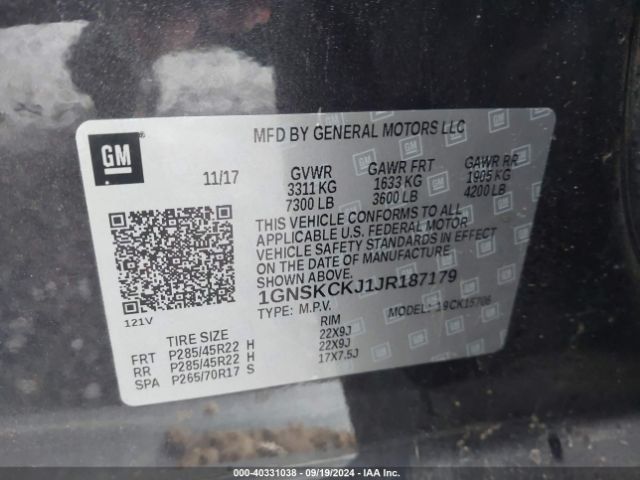 MFD BY GENERAL MOTORS LLC
GM
11/17
GVWR GAWR FRT GAWR RR
3311 KG 1633 KG 1905 KG
7300 LB 3600 LB 4200 LB
THIS VEHICLE CONFORMS TO ALL
APPLICABLE U.S. FEDERAL MOTOR
VEHICLE SAFETY STANDARDS IN EFFECT
ON THE DATE OF MANUFACTURE
SHOWN ABOVE.
1GNSKCKJ1JR187179
TYPE: M.P.V. MODEL: 19CK15706
121V
TIRE SIZE RIM
FRT P285/45R22 H 22X9J
RR P285/45R22 H 22X9J
SPA P265/70R17 S 17X7.5J
000-40331038 - 09/19/2024 - IAA Inc.